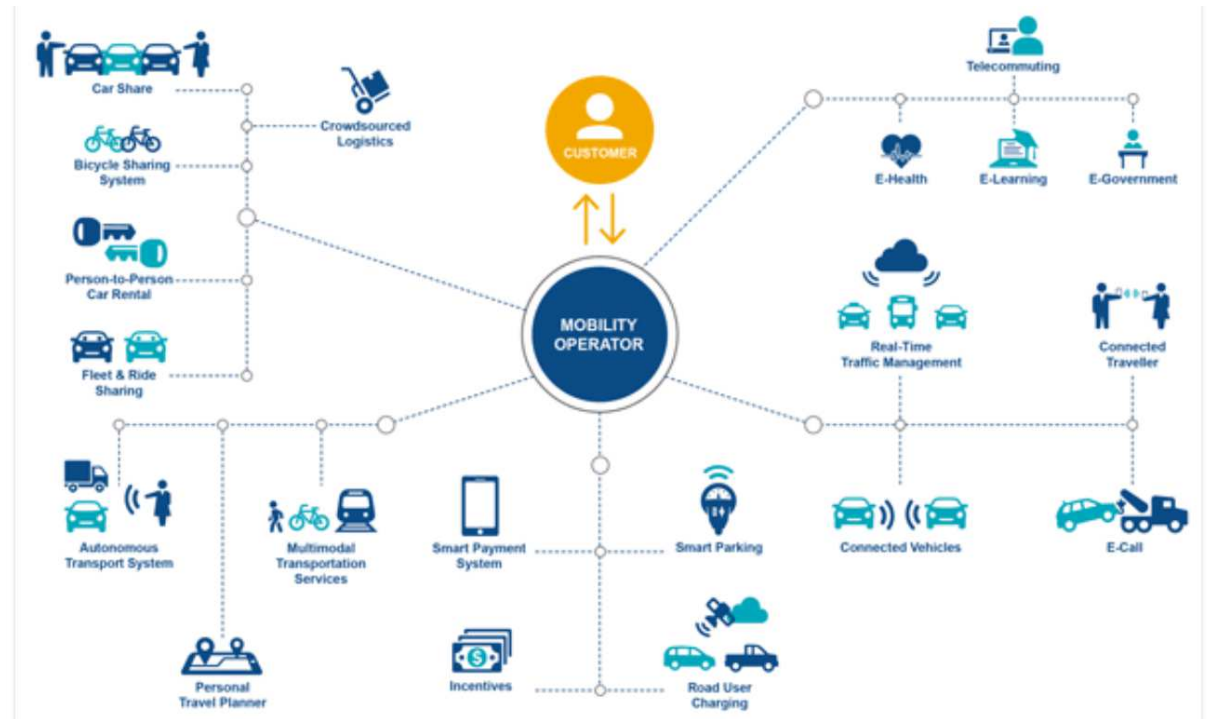 Car Share
Crowdsourced
Logistics
Bicycle Sharing
System
Person-to-Person
Car Rental
Fleet & Ride
Sharing
CUSTOMER
MOBILITY
OPERATOR
Telecommuting
E-Health
E-Learning
E-Government
Real-Time
Traffic Management
Connected
Traveller
Autonomous
Transport System
Multimodal
Transportation
Services
Personal
Travel Planner
Smart Payment
System
Smart Parking
Incentives
Road User
Charging
Connected Vehicles
E-Call